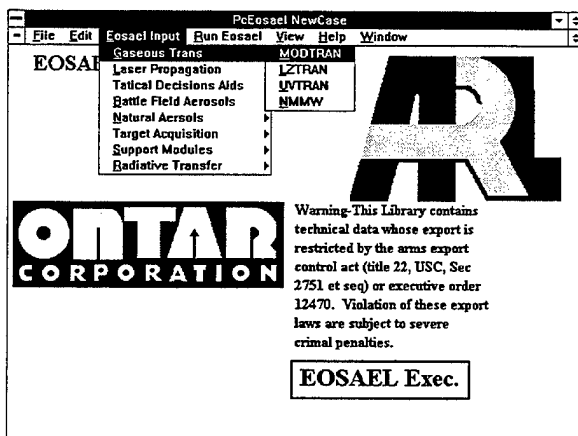 PcEosael NewCase
File Edit Eosael Input Run Eosael View Help Window
Gaseous Trans
Laser Propagation
Tatical Decisions Aids
Battle Field Aerosols
Natural Aersols
Target Acquisition
Support Modules
Radiative Transfer
MODTRAN
LZTRAN
UVTRAN
NMMW
EOSAE
ARL
ONTAR
CORPORATION
Warning-This Library contains
technical data whose export is
restricted by the arms export
control act (title 22, USC, Sec
2751 et seq) or executive order
12470. Violation of these export
laws are subject to severe
crimal penalties.
EOSAEL Exec.